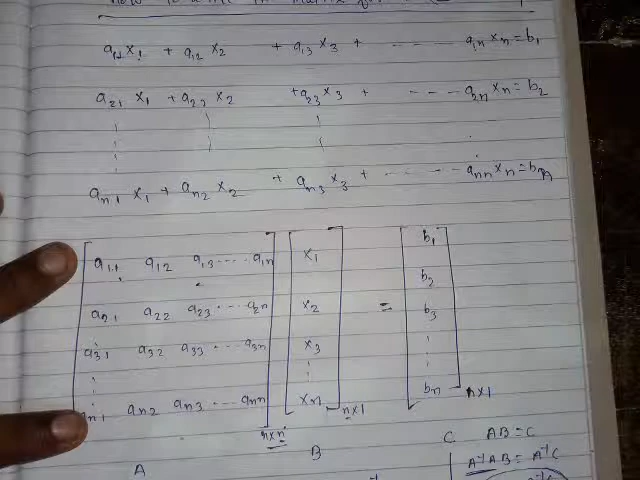 a11x1 + a12 x2 + a13 x3 + ---- a1n xn = b1
a21 x1 + a22 x2 + a23 x3 + ---- a2n xn = b2
an1 x1 + an2 x2 + an3 x3 + ----- ann xn = bn
a11 a12 a13 .... a1n x1 b1
b2
a21 a22 a23 ... a2n x2 = b3
a31 a32 a33 ... a3n x3
an1 an2 an3 ... ann xn bn
n×n n×1 n×1
A B C AB = C
A⁻¹AB = A⁻¹C